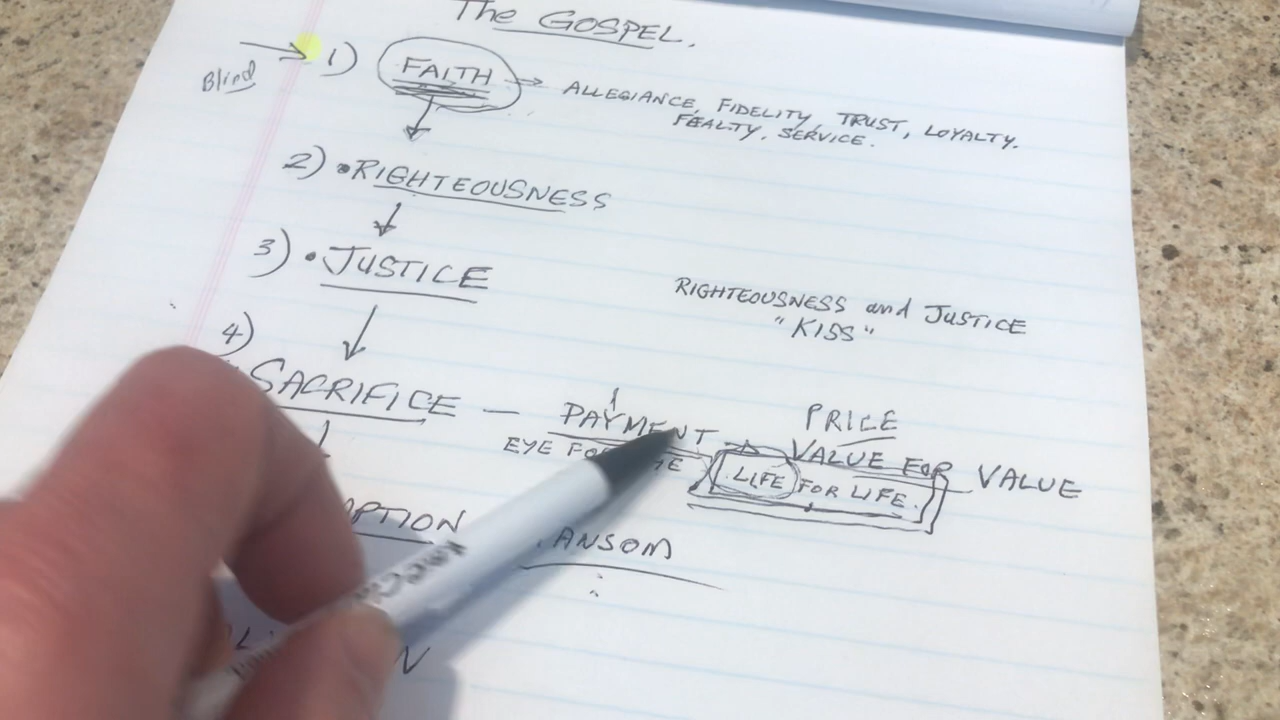 The GOSPEL.
Blind
1) FAITH → ALLEGIANCE, FIDELITY, TRUST, LOYALTY.
FEALTY, SERVICE.
2) • RIGHTEOUSNESS
3) • JUSTICE
RIGHTEOUSNESS and JUSTICE
"KISS"
4)
SACRIFICE — PAYMENT PRICE
EYE VALUE FOR VALUE
LIFE FOR LIFE.